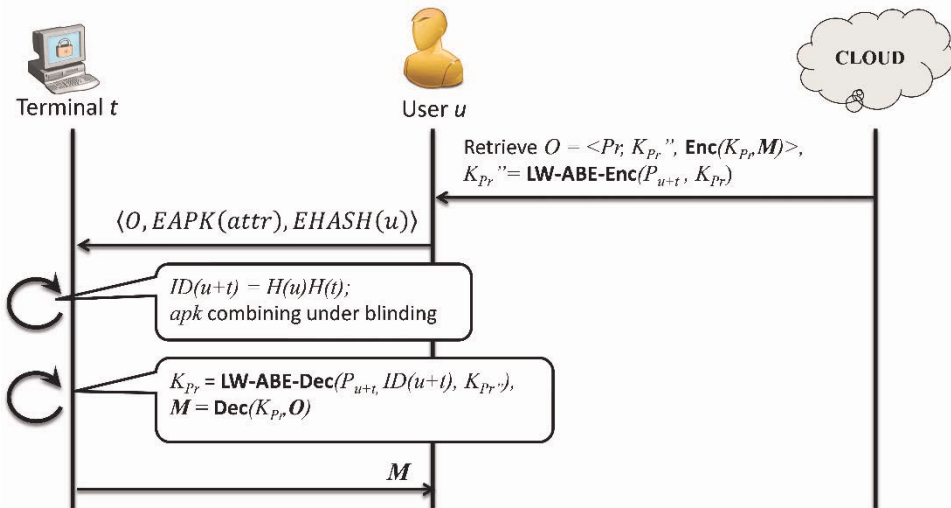 CLOUD
Terminal t
User u
Retrieve O = <Pr, K_Pr'', Enc(K_Pr, M)>,
K_Pr''= LW-ABE-Enc(P_u+t , K_Pr)
⟨O, EAPK(attr), EHASH(u)⟩
ID(u+t) = H(u)H(t);
apk combining under blinding
K_Pr = LW-ABE-Dec(P_u+t, ID(u+t), K_Pr''),
M = Dec(K_Pr, O)
M